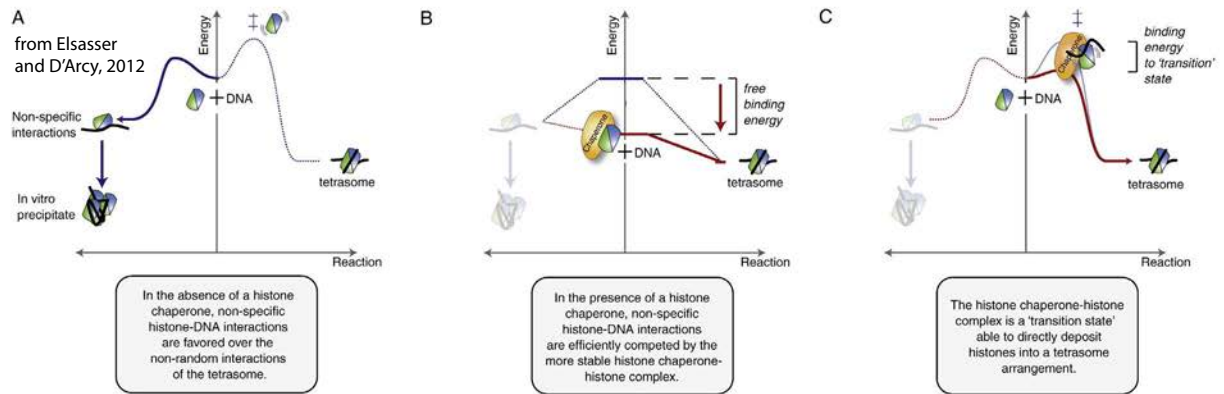 A
from Elsasser
and D'Arcy, 2012
Energy
‡
+DNA
Non-specific
interactions
In vitro
precipitate
tetrasome
Reaction
In the absence of a histone
chaperone, non-specific
histone-DNA interactions
are favored over the
non-random interactions
of the tetrasome.
B
Energy
free
binding
energy
Chaperone
+DNA
tetrasome
Reaction
In the presence of a histone
chaperone, non-specific
histone-DNA interactions
are efficiently competed by the
more stable histone chaperone-
histone complex.
C
Energy
‡
Chaperone
binding
energy
to 'transition'
state
+DNA
tetrasome
Reaction
The histone chaperone-histone
complex is a 'transition state'
able to directly deposit
histones into a tetrasome
arrangement.